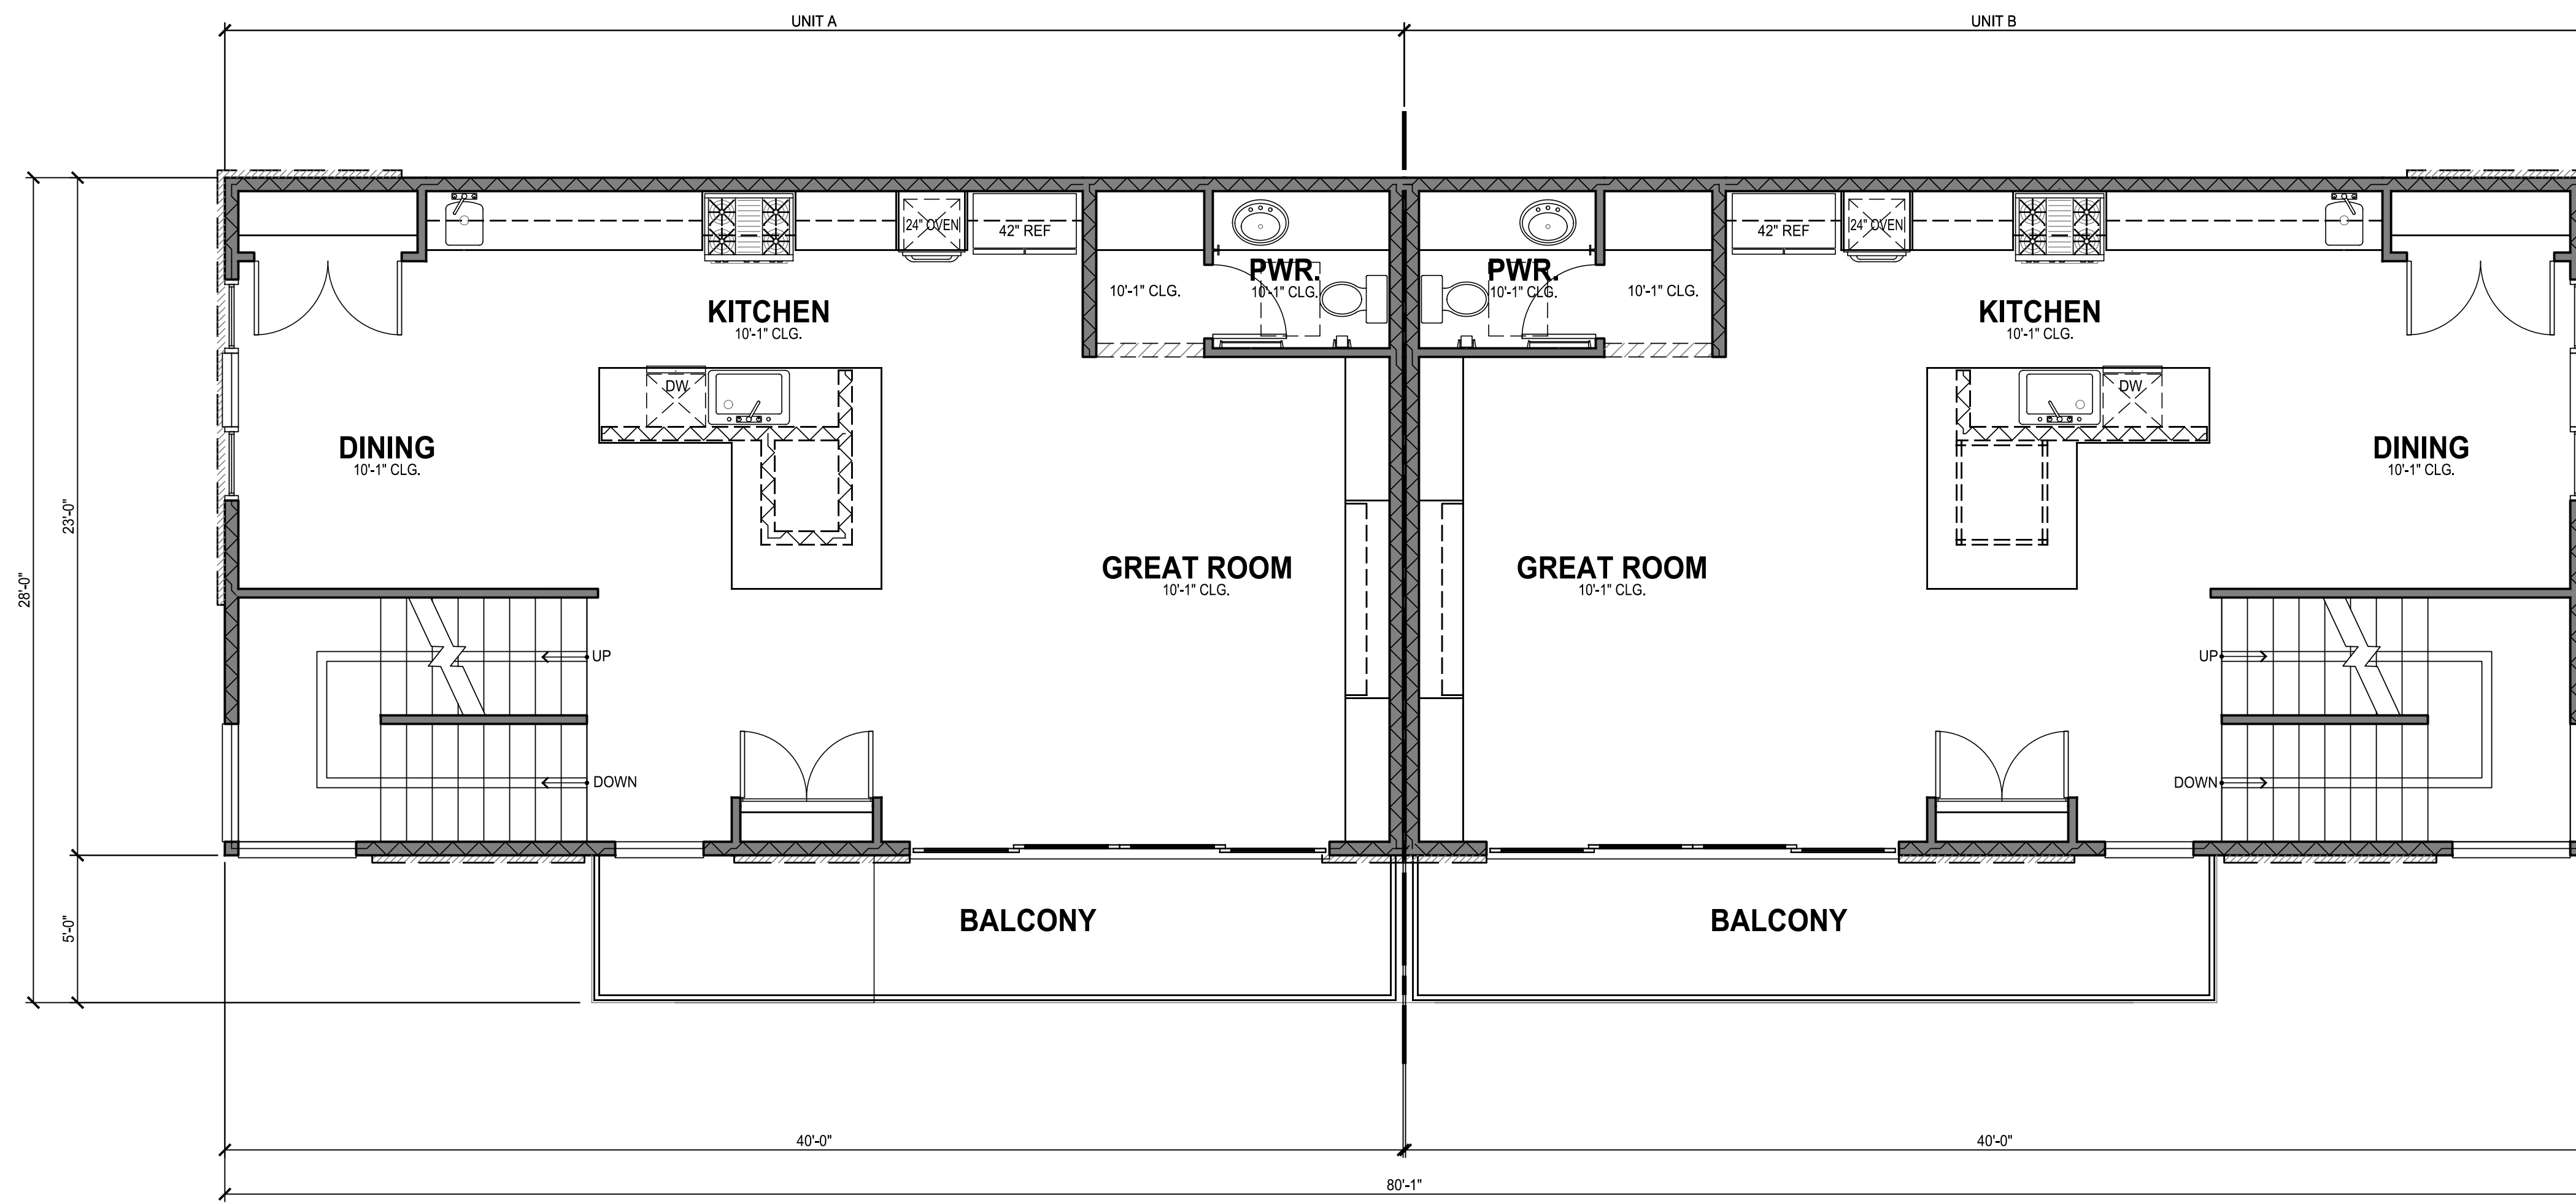 UNIT A
UNIT B
24" OVEN
42" REF
42" REF
24" OVEN
PWR.
10'-1" CLG.
10'-1" CLG.
PWR.
10'-1" CLG.
10'-1" CLG.
KITCHEN
10'-1" CLG.
KITCHEN
10'-1" CLG.
DW
DW
DINING
10'-1" CLG.
DINING
10'-1" CLG.
23'-0"
28'-0"
GREAT ROOM
10'-1" CLG.
GREAT ROOM
10'-1" CLG.
UP
UP
DOWN
DOWN
5'-0"
BALCONY
BALCONY
40'-0"
40'-0"
80'-1"